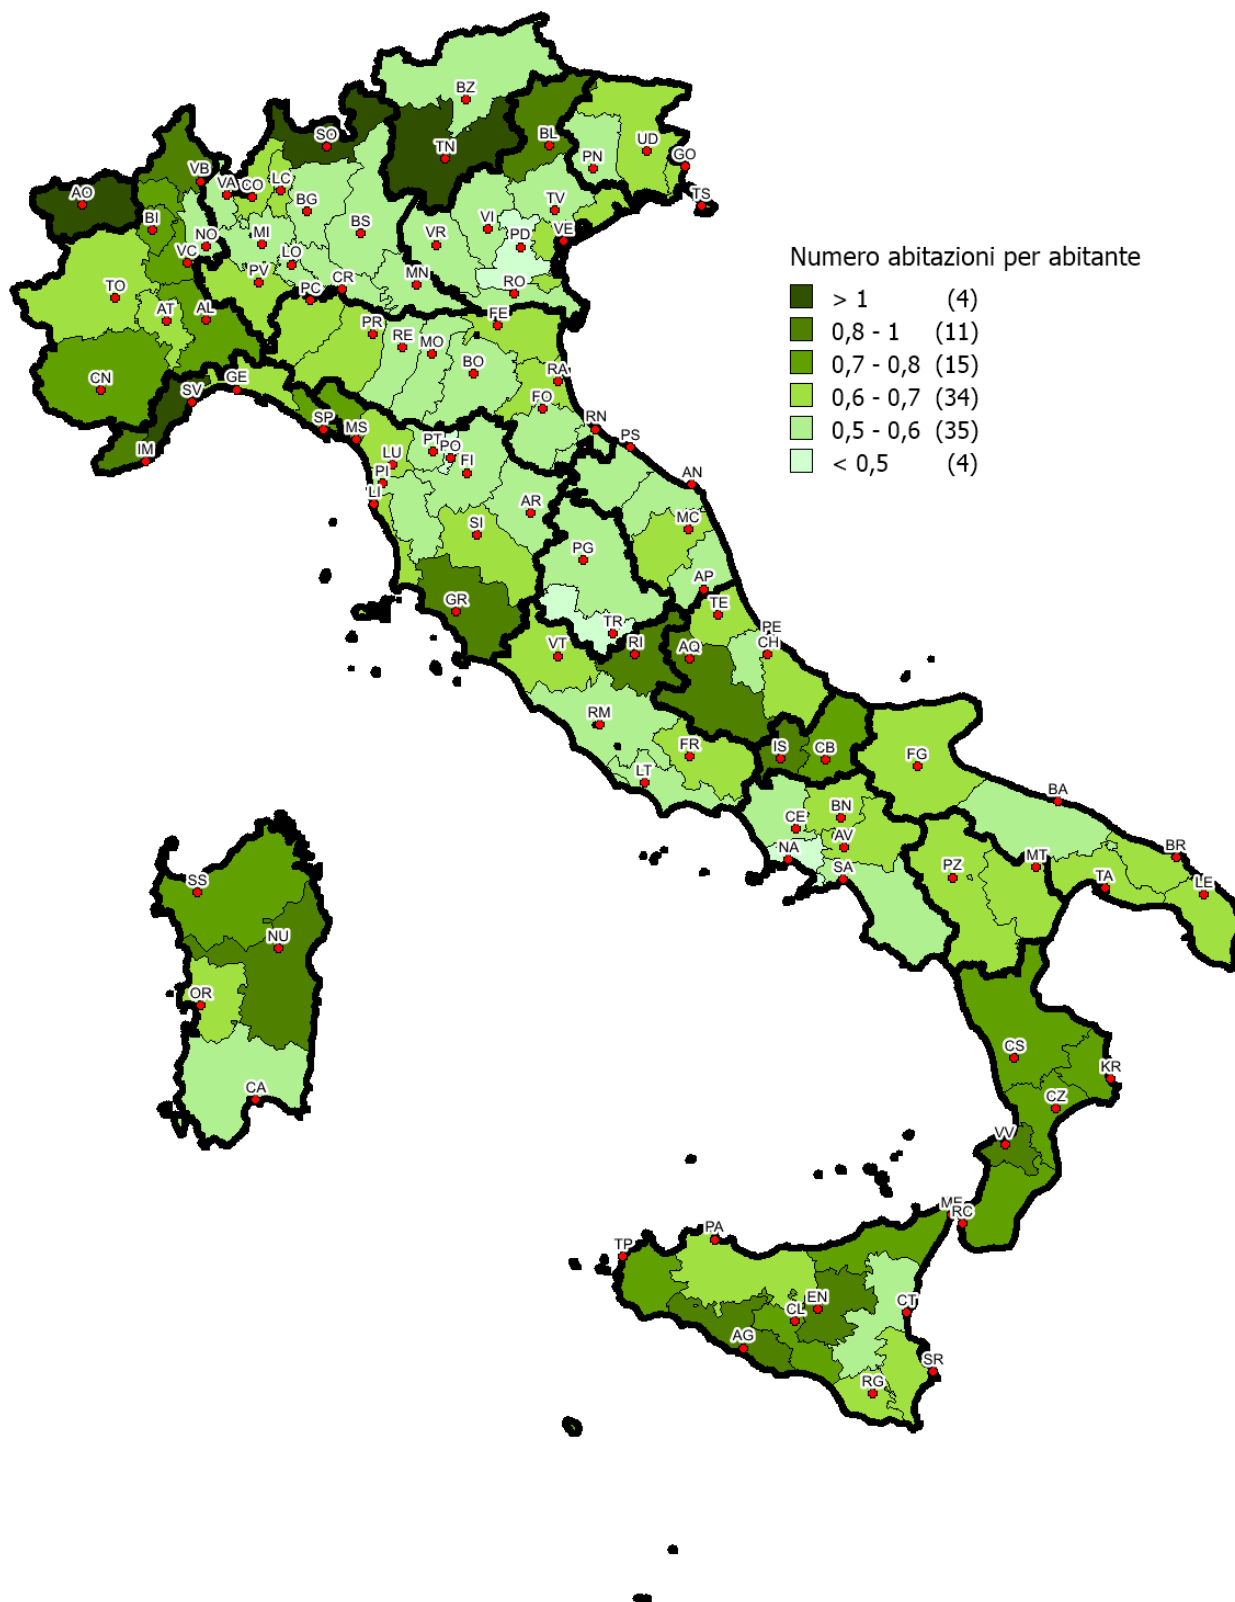 BZ
SO
TN
BL
UD
PN
GO
TS
VB
VA
CO
LC
AO
BI
BG
TV
NO
MI
BS
VI
VE
VR
PD
VC
LO
TO
PV
CR
MN
RO
PC
AT
AL
PR
RE
MO
FE
BO
RA
CN
SV
GE
FO
SP
MS
RN
PS
IM
LU
PT
PO
FI
PI
LI
AN
AR
SI
MC
PG
AP
GR
TE
TR
PE
VT
RI
AQ
CH
RM
FR
IS
CB
LT
FG
BN
BA
CE
AV
NA
SA
PZ
MT
BR
TA
LE
SS
NU
OR
CA
CS
KR
CZ
VV
ME
RC
PA
TP
EN
CL
CT
AG
SR
RG
Numero abitazioni per abitante
> 1 (4)
0,8 - 1 (11)
0,7 - 0,8 (15)
0,6 - 0,7 (34)
0,5 - 0,6 (35)
< 0,5 (4)